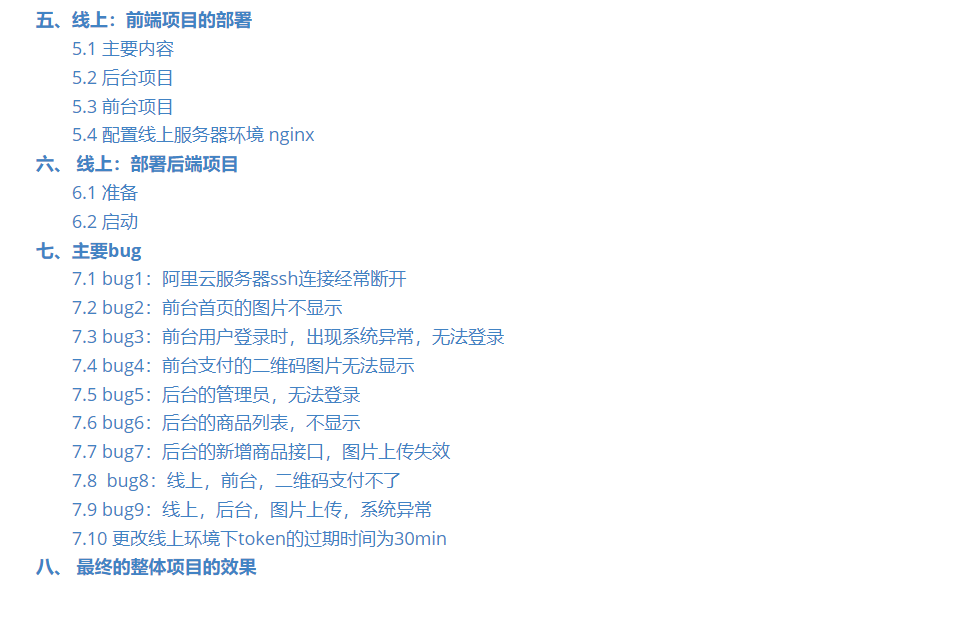 五、线上：前端项目的部署
5.1 主要内容
5.2 后台项目
5.3 前台项目
5.4 配置线上服务器环境 nginx
六、 线上：部署后端项目
6.1 准备
6.2 启动
七、主要bug
7.1 bug1：阿里云服务器ssh连接经常断开
7.2 bug2：前台首页的图片不显示
7.3 bug3：前台用户登录时，出现系统异常，无法登录
7.4 bug4：前台支付的二维码图片无法显示
7.5 bug5：后台的管理员，无法登录
7.6 bug6：后台的商品列表，不显示
7.7 bug7：后台的新增商品接口，图片上传失效
7.8  bug8：线上，前台，二维码支付不了
7.9 bug9：线上，后台，图片上传，系统异常
7.10 更改线上环境下token的过期时间为30min
八、 最终的整体项目的效果